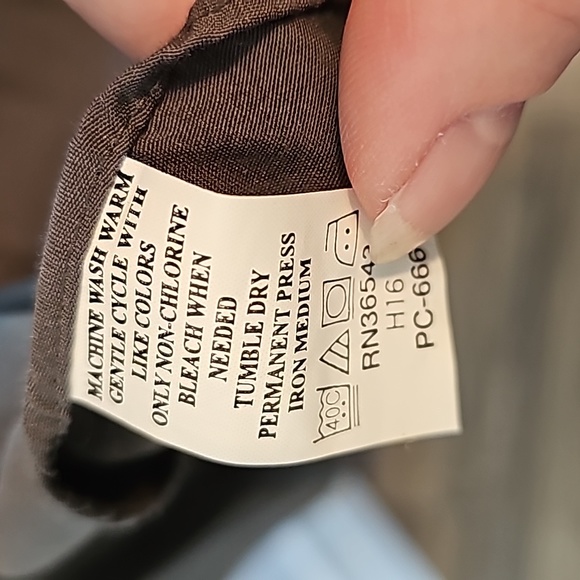 MACHINE WASH WARM
GENTLE CYCLE WITH
LIKE COLORS
ONLY NON-CHLORINE
BLEACH WHEN
NEEDED
TUMBLE DRY
PERMANENT PRESS
IRON MEDIUM
40C
H16